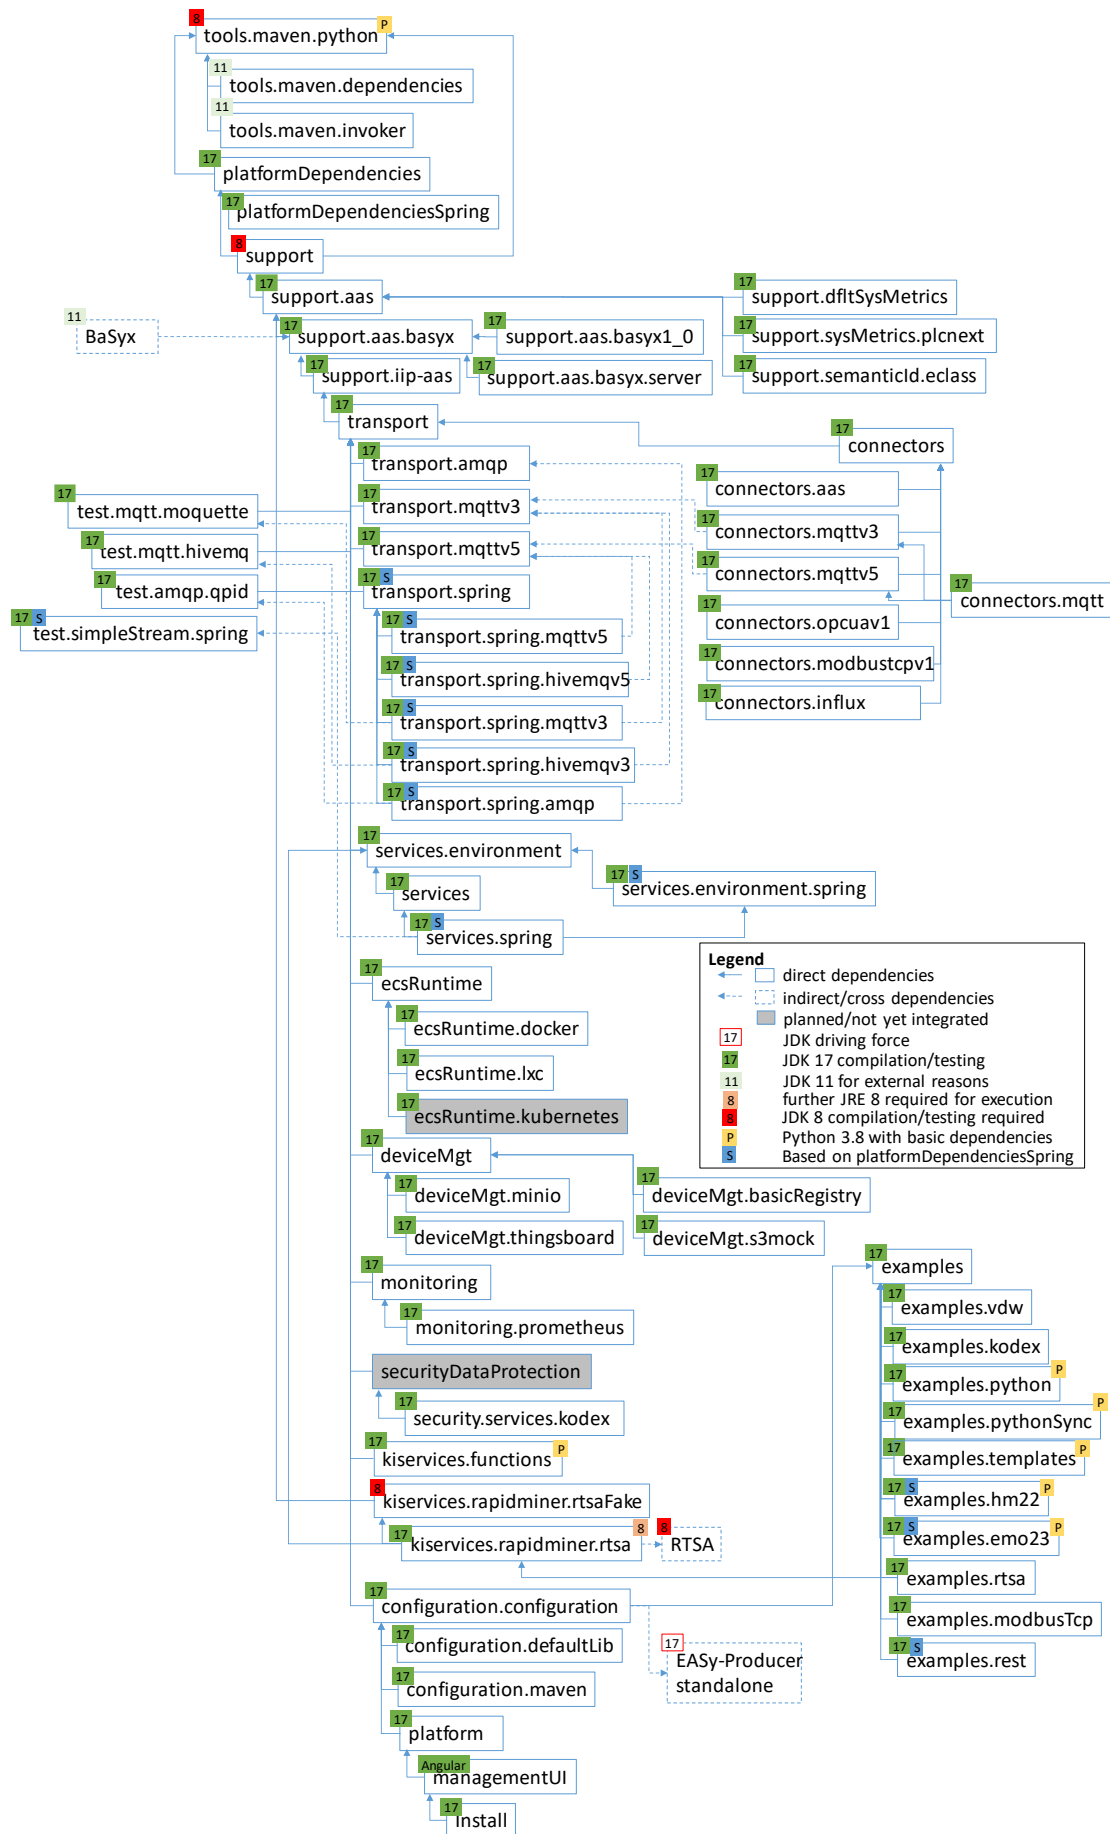 8
tools.maven.python
P
11
tools.maven.dependencies
11
tools.maven.invoker
17
platformDependencies
17
platformDependenciesSpring
8
support
17
support.aas
17
support.dfltSysMetrics
11
BaSyx
17
support.aas.basyx
17
support.aas.basyx1_0
17
support.sysMetrics.plcnext
17
support.iip-aas
17
support.aas.basyx.server
17
support.semanticId.eclass
17
transport
17
connectors
17
transport.amqp
17
connectors.aas
17
test.mqtt.moquette
17
transport.mqttv3
17
connectors.mqttv3
17
test.mqtt.hivemq
17
transport.mqttv5
17
connectors.mqttv5
17
test.amqp.qpid
17 S
transport.spring
17
connectors.mqtt
17 S
test.simpleStream.spring
17 S
transport.spring.mqttv5
17
connectors.opcuav1
17 S
transport.spring.hivemqv5
17
connectors.modbustcpv1
17 S
transport.spring.mqttv3
17
connectors.influx
17 S
transport.spring.hivemqv3
17 S
transport.spring.amqp
17
services.environment
17 S
services.environment.spring
17
services
17 S
services.spring
Legend
direct dependencies
indirect/cross dependencies
planned/not yet integrated
17 JDK driving force
17 JDK 17 compilation/testing
11 JDK 11 for external reasons
8 further JRE 8 required for execution
8 JDK 8 compilation/testing required
P Python 3.8 with basic dependencies
S Based on platformDependenciesSpring
17
ecsRuntime
17
ecsRuntime.docker
17
ecsRuntime.lxc
17
ecsRuntime.kubernetes
17
deviceMgt
17
deviceMgt.minio
17
deviceMgt.basicRegistry
17
deviceMgt.thingsboard
17
deviceMgt.s3mock
17
monitoring
17
monitoring.prometheus
securityDataProtection
17
security.services.kodex
17
kiservices.functions
P
8
kiservices.rapidminer.rtsaFake
17
kiservices.rapidminer.rtsa
8
8
RTSA
17
configuration.configuration
17
configuration.defaultLib
17
EASy-Producer
standalone
17
configuration.maven
17
platform
Angular
managementUI
17
Install
17
examples
17
examples.vdw
17
examples.kodex
17
examples.python
P
17
examples.pythonSync
P
17
examples.templates
P
17 S
examples.hm22
P
17 S
examples.emo23
P
17
examples.rtsa
17
examples.modbusTcp
17 S
examples.rest